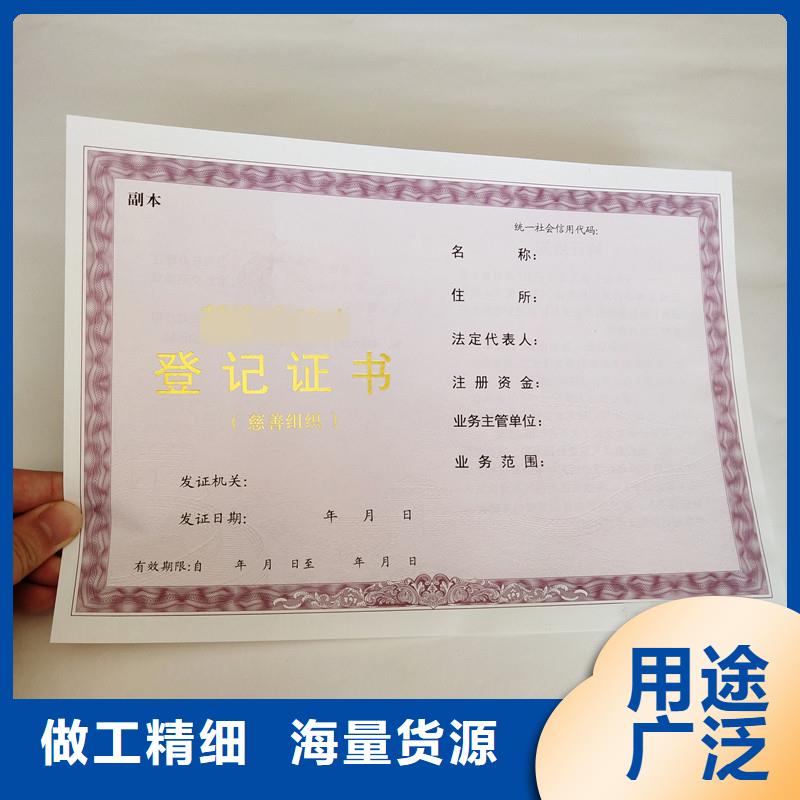 副本
统一社会信用代码:
名 称:
住 所:
法定代表人:
注 册 资 金:
业务主管单位:
业 务 范 围:
登 记 证 书
( 慈善组织 )
发证机关:
发证日期: 年 月 日
有效期限:自 年 月 日至 年 月 日
做工精细 海量货源
用途
广泛